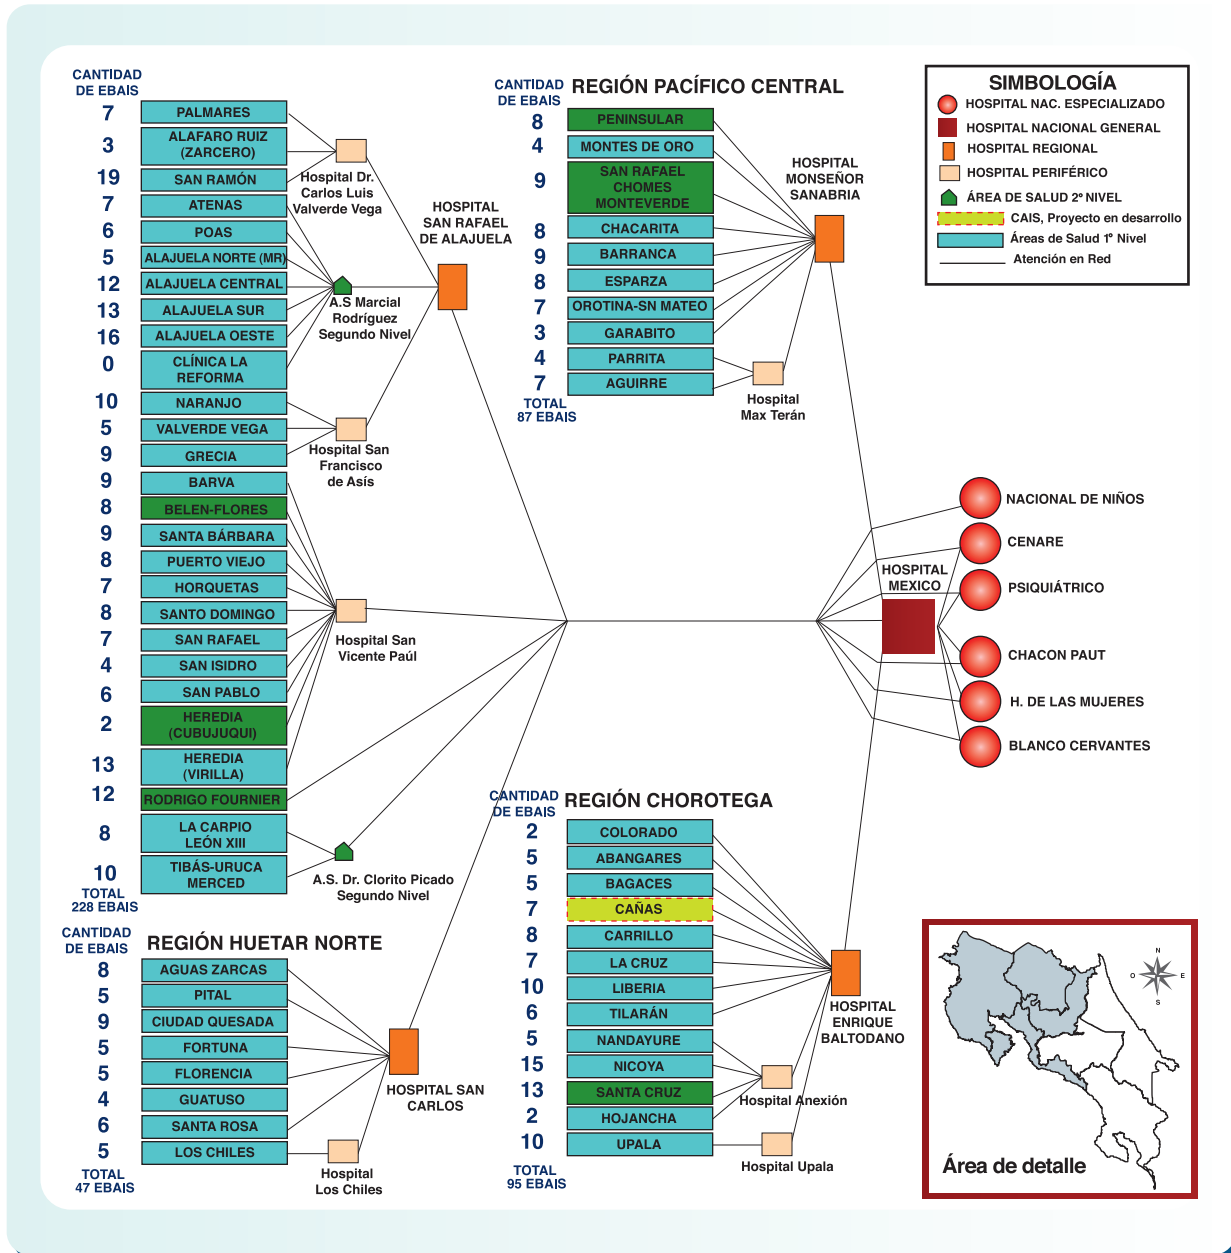 CANTIDAD
DE EBAIS
7
PALMARES
3
ALAFARO RUIZ
(ZARCERO)
19
SAN RAMÓN
7
ATENAS
6
POAS
5
ALAJUELA NORTE (MR)
12
ALAJUELA CENTRAL
13
ALAJUELA SUR
16
ALAJUELA OESTE
0
CLÍNICA LA
REFORMA
10
NARANJO
5
VALVERDE VEGA
9
GRECIA
9
BARVA
8
BELEN-FLORES
9
SANTA BÁRBARA
8
PUERTO VIEJO
7
HORQUETAS
8
SANTO DOMINGO
7
SAN RAFAEL
4
SAN ISIDRO
6
SAN PABLO
2
HEREDIA
(CUBUJUQUI)
13
HEREDIA
(VIRILLA)
12
RODRIGO FOURNIER
8
LA CARPIO
LEÓN XIII
10
TIBÁS-URUCA
MERCED
TOTAL
228 EBAIS
Hospital Dr.
Carlos Luis
Valverde Vega
A.S Marcial
Rodríguez
Segundo Nivel
Hospital San
Francisco
de Asís
Hospital San
Vicente Paúl
A.S. Dr. Clorito Picado
Segundo Nivel
HOSPITAL
SAN RAFAEL
DE ALAJUELA
CANTIDAD
DE EBAIS
REGIÓN HUETAR NORTE
8
AGUAS ZARCAS
5
PITAL
9
CIUDAD QUESADA
5
FORTUNA
5
FLORENCIA
4
GUATUSO
6
SANTA ROSA
5
LOS CHILES
TOTAL
47 EBAIS
Hospital
Los Chiles
HOSPITAL SAN
CARLOS
CANTIDAD
DE EBAIS
REGIÓN PACÍFICO CENTRAL
8
PENINSULAR
4
MONTES DE ORO
9
SAN RAFAEL
CHOMES
MONTEVERDE
8
CHACARITA
9
BARRANCA
8
ESPARZA
7
OROTINA-SN MATEO
3
GARABITO
4
PARRITA
7
AGUIRRE
TOTAL
87 EBAIS
Hospital
Max Terán
HOSPITAL
MONSEÑOR
SANABRIA
CANTIDAD
DE EBAIS
REGIÓN CHOROTEGA
2
COLORADO
5
ABANGARES
5
BAGACES
7
CAÑAS
8
CARRILLO
7
LA CRUZ
10
LIBERIA
6
TILARÁN
5
NANDAYURE
15
NICOYA
13
SANTA CRUZ
2
HOJANCHA
10
UPALA
TOTAL
95 EBAIS
Hospital Anexión
Hospital Upala
HOSPITAL
ENRIQUE
BALTODANO
SIMBOLOGÍA
HOSPITAL NAC. ESPECIALIZADO
HOSPITAL NACIONAL GENERAL
HOSPITAL REGIONAL
HOSPITAL PERIFÉRICO
ÁREA DE SALUD 2º NIVEL
CAIS, Proyecto en desarrollo
Áreas de Salud 1º Nivel
Atención en Red
HOSPITAL
MEXICO
NACIONAL DE NIÑOS
CENARE
PSIQUIÁTRICO
CHACON PAUT
H. DE LAS MUJERES
BLANCO CERVANTES
N
O
E
S
Área de detalle